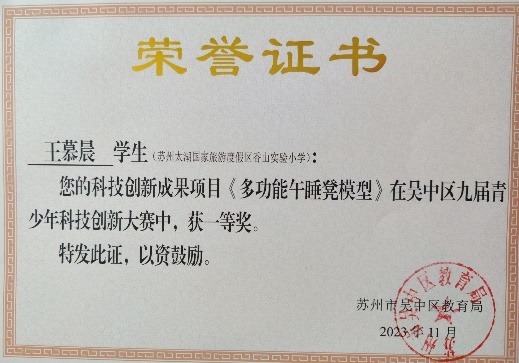 荣誉证书
王慕晨 学生(苏州太湖国家旅游度假区香山实验小学):
您的科技创新成果项目《多功能午睡凳模型》在吴中区九届青
少年科技创新大赛中，获一等奖。
特发此证，以资鼓励。
苏州市吴中区教育局
2023年11月